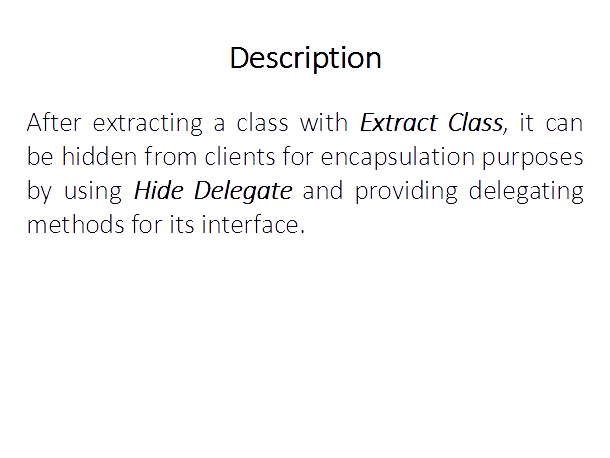 Description
After extracting a class with Extract Class, it can
be hidden from clients for encapsulation purposes
by using Hide Delegate and providing delegating
methods for its interface.